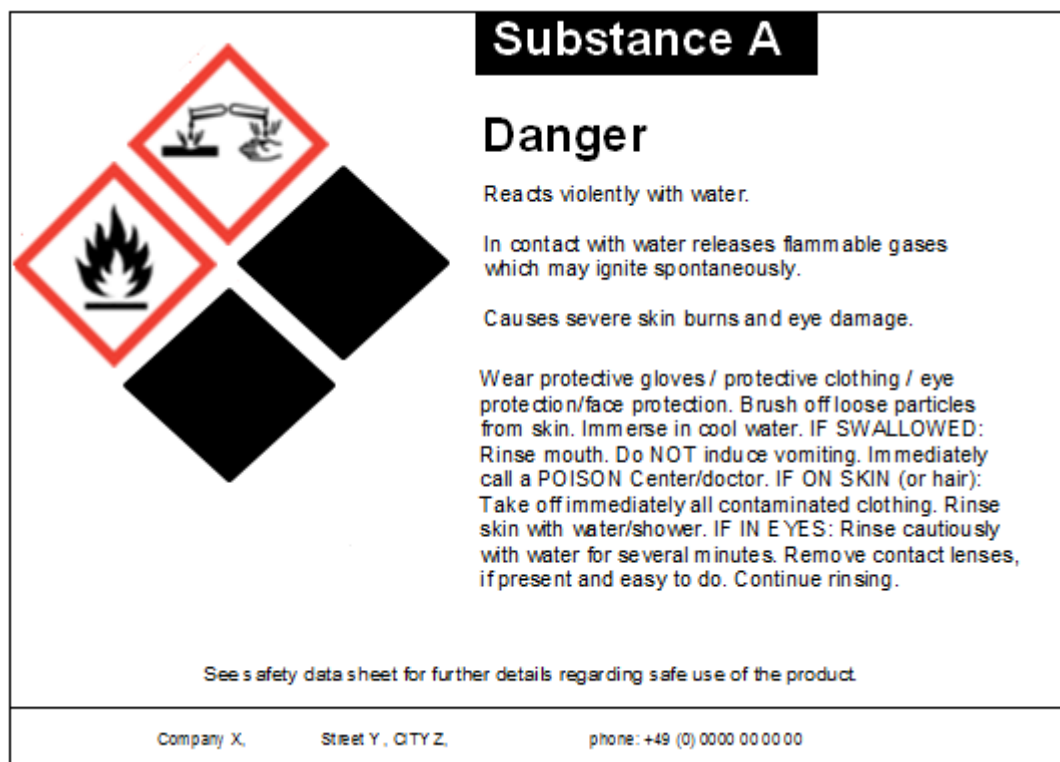 Substance A
Danger
Reacts violently with water.
In contact with water releases flammable gases
which may ignite spontaneously.
Causes severe skin burns and eye damage.
Wear protective gloves / protective clothing / eye
protection/face protection. Brush off loose particles
from skin. Immerse in cool water. IF SWALLOWED:
Rinse mouth. Do NOT induce vomiting. Immediately
call a POISON Center/doctor. IF ON SKIN (or hair):
Take off immediately all contaminated clothing. Rinse
skin with water/shower. IF IN EYES: Rinse cautiously
with water for several minutes. Remove contact lenses,
if present and easy to do. Continue rinsing.
See safety data sheet for further details regarding safe use of the product.
Company X, Street Y, CITY Z, phone: +49 (0) 0000 000000